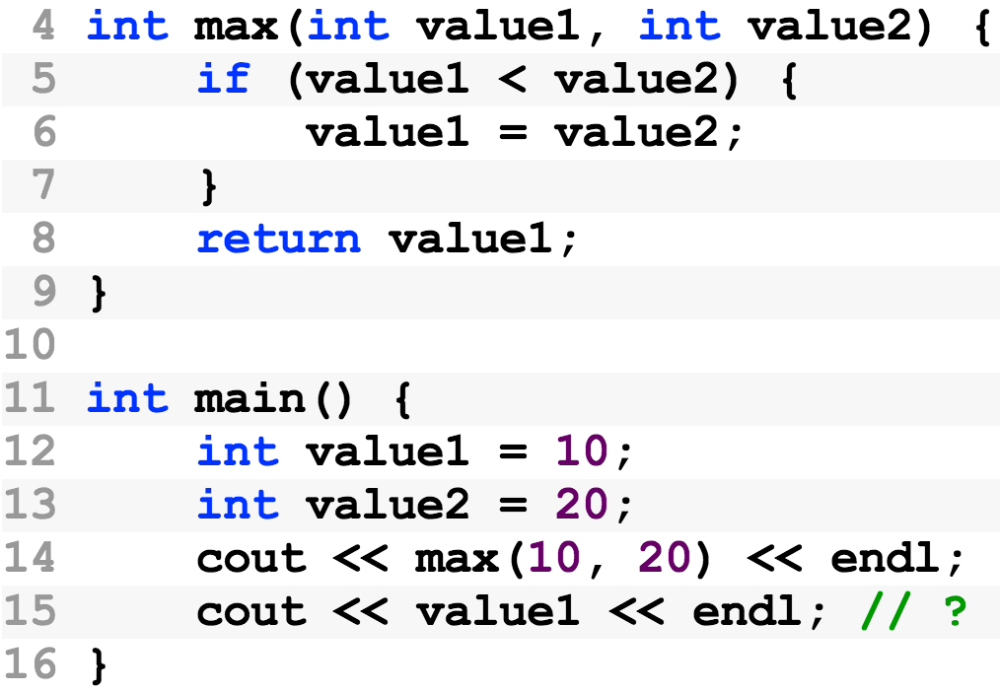 4 int max(int value1, int value2) {
5     if (value1 < value2) {
6         value1 = value2;
7     }
8     return value1;
9 }
10
11 int main() {
12     int value1 = 10;
13     int value2 = 20;
14     cout << max(10, 20) << endl;
15     cout << value1 << endl; // ?
16 }